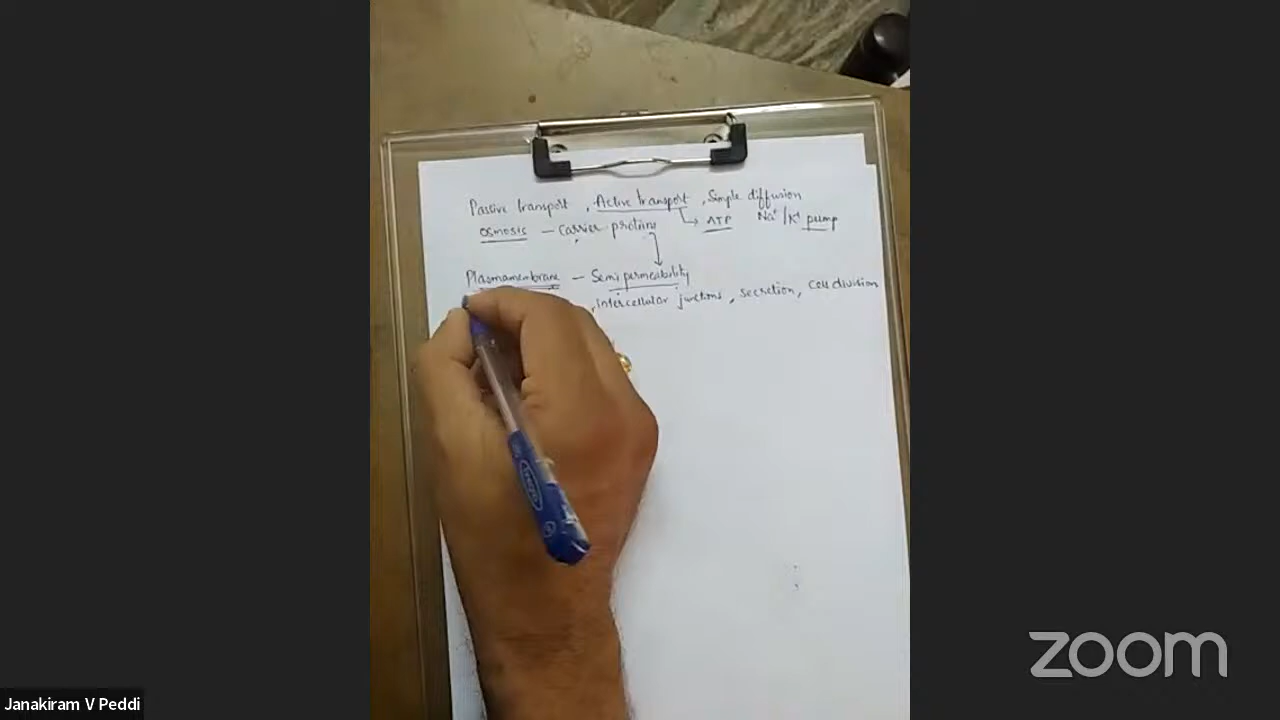 Passive transport , Active transport , Simple diffusion
ATP Na⁺/K⁺ pump
Osmosis – Carrier proteins
Plasmamembrane – Semipermeability
, intercellular junctions , secretion, Cell division
zoom
Janakiram V Peddi